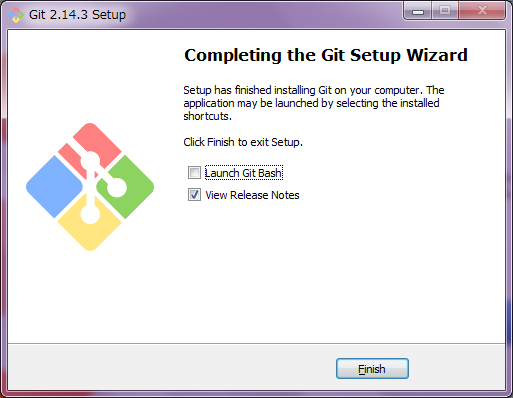 Git 2.14.3 Setup
Completing the Git Setup Wizard
Setup has finished installing Git on your computer. The
application may be launched by selecting the installed
shortcuts.
Click Finish to exit Setup.
Launch Git Bash
View Release Notes
Finish